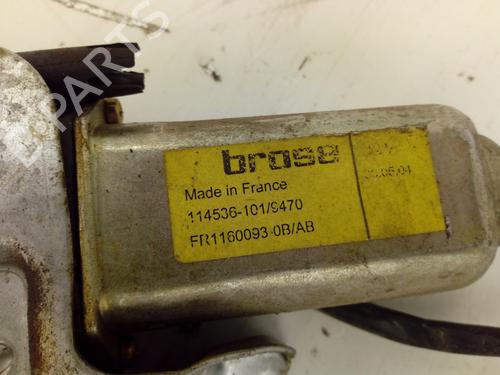 PARTS
brose
Made in France
114536-101/9470
FR1160093-0B/AB